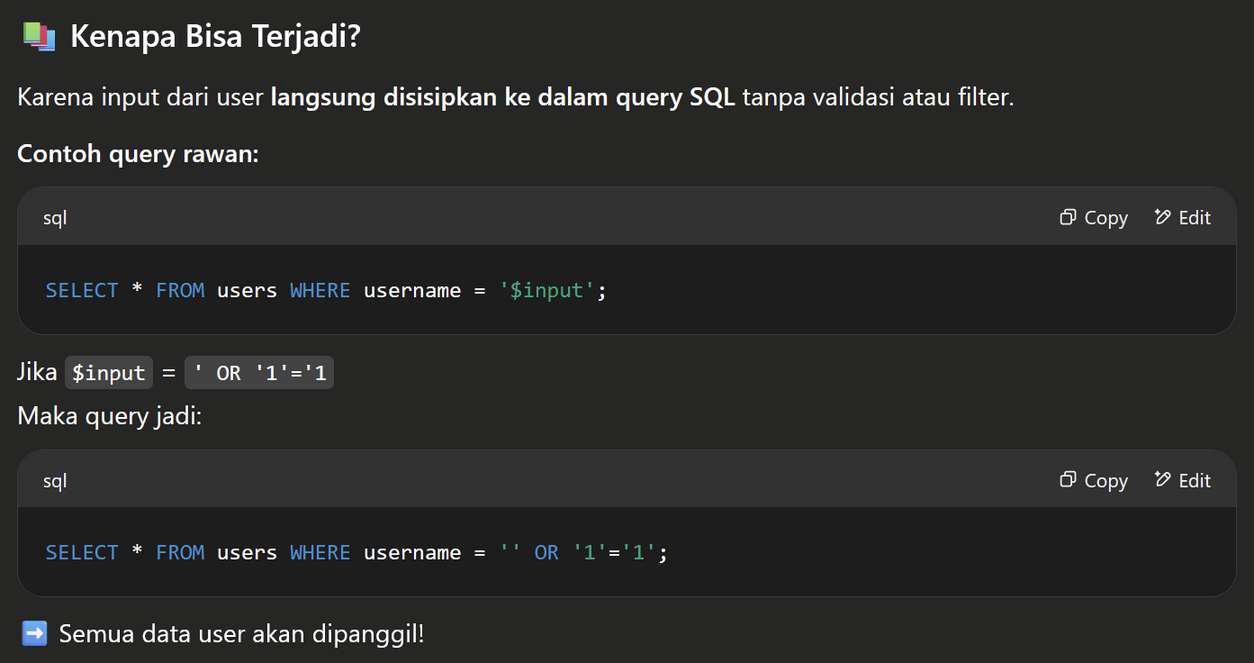 📚 Kenapa Bisa Terjadi?
Karena input dari user langsung disisipkan ke dalam query SQL tanpa validasi atau filter.
Contoh query rawan:
sql Copy Edit
SELECT * FROM users WHERE username = '$input';
Jika $input = ' OR '1'='1
Maka query jadi:
sql Copy Edit
SELECT * FROM users WHERE username = '' OR '1'='1';
➡️ Semua data user akan dipanggil!